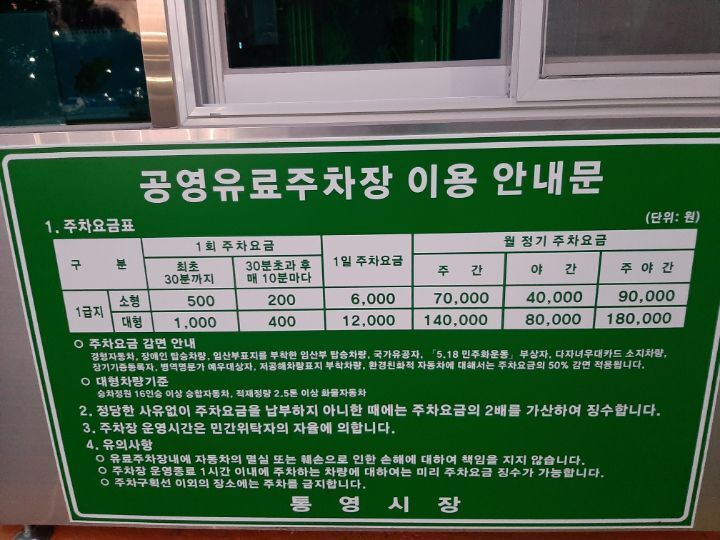 공영유료주차장 이용 안내문
1. 주차요금표
(단위: 원)
구 분 1회 주차요금 1일 주차요금 월 정기 주차요금
최초 30분까지 30분초과 후 매 10분마다 주 간 야 간 주 야 간
1급지 소형 500 200 6,000 70,000 40,000 90,000
대형 1,000 400 12,000 140,000 80,000 180,000
○ 주차요금 감면 안내
경형자동차, 장애인 탑승차량, 임산부표지를 부착한 임산부 탑승차량, 국가유공자, 「5.18 민주화운동」부상자, 다자녀우대카드 소지차량,
장기기증등록자, 병역명문가 예우대상자, 저공해차량표지 부착차량, 환경친화적 자동차에 대해서는 주차요금의 50% 감면 적용됩니다.
○ 대형차량기준
승차정원 16인승 이상 승합자동차, 적재정량 2.5톤 이상 화물자동차
2. 정당한 사유없이 주차요금을 납부하지 아니한 때에는 주차요금의 2배를 가산하여 징수합니다.
3. 주차장 운영시간은 민간위탁자의 자율에 의합니다.
4. 유의사항
○ 유료주차장내에 자동차의 멸실 또는 훼손으로 인한 손해에 대하여 책임을 지지 않습니다.
○ 주차장 운영종료 1시간 이내에 주차하는 차량에 대하여는 미리 주차요금 징수가 가능합니다.
○ 주차구획선 이외의 장소에는 주차를 금지합니다.
통 영 시 장